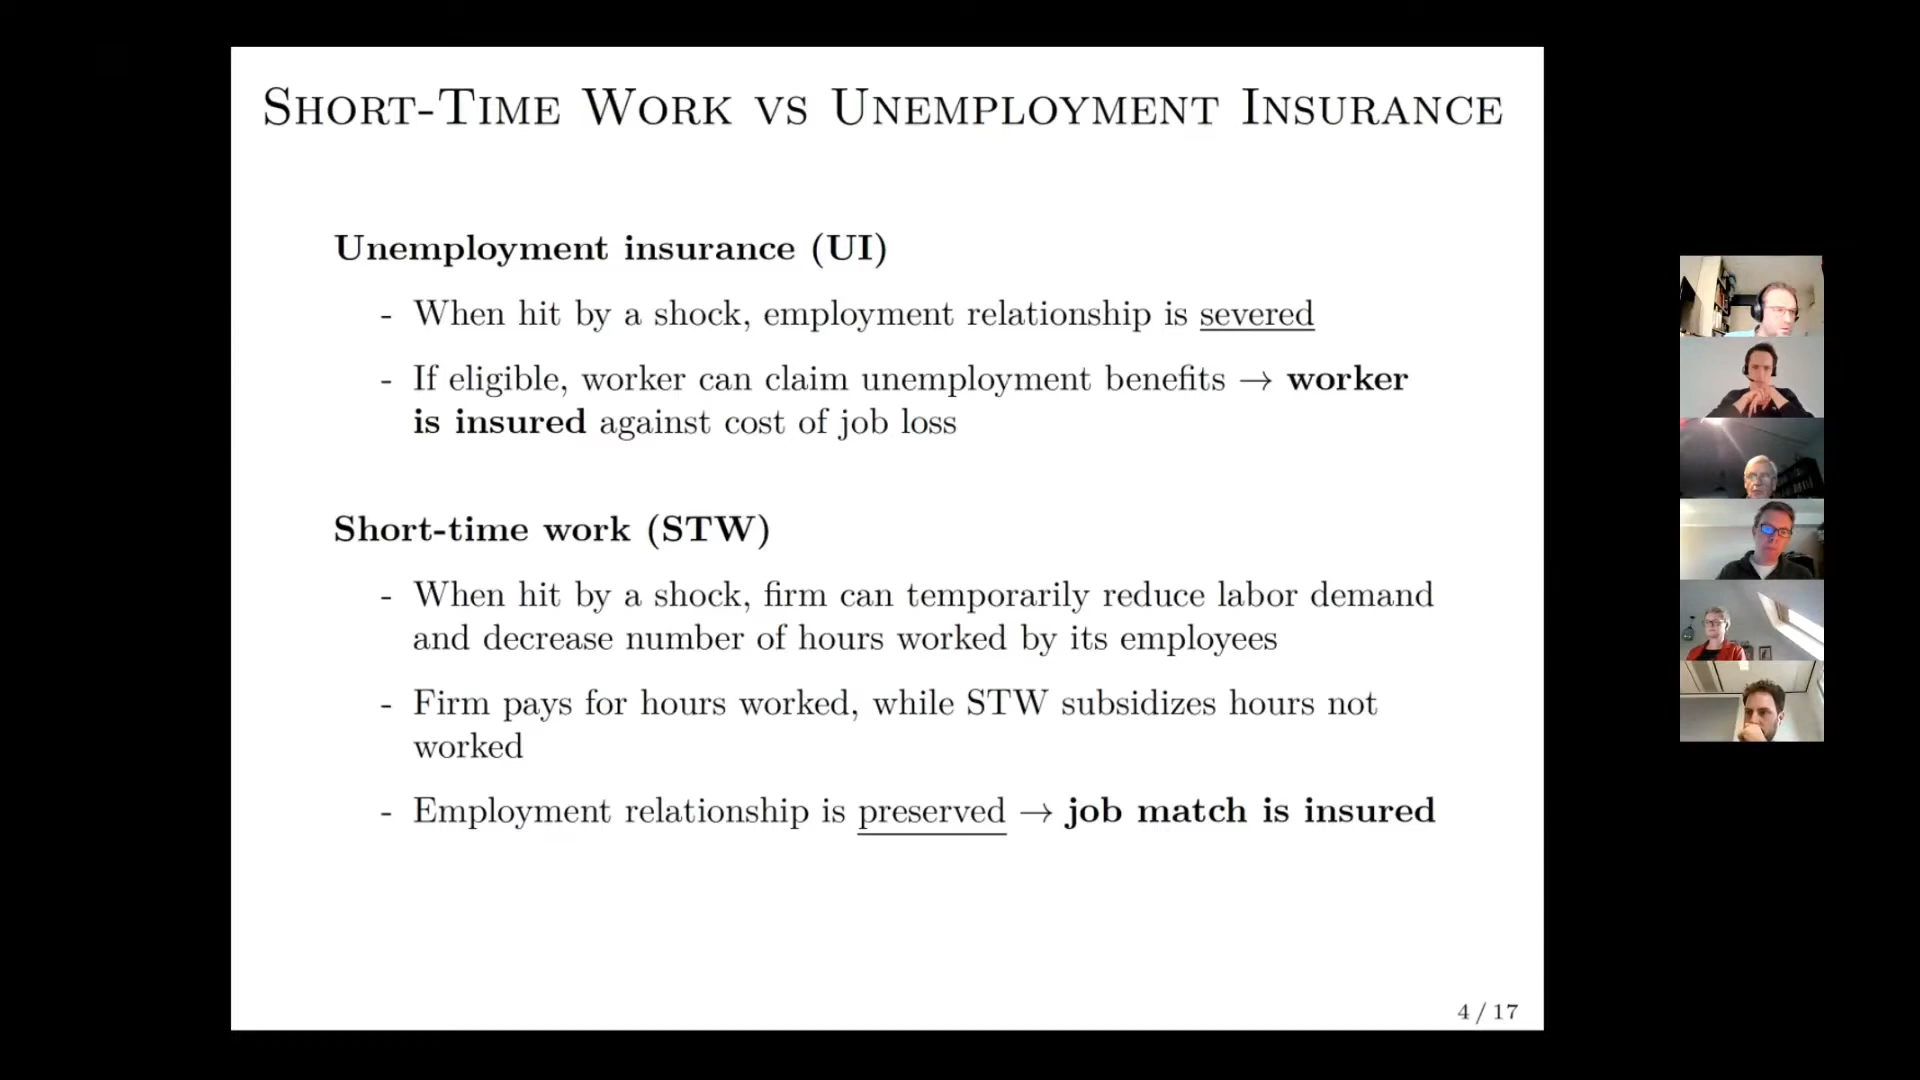 Short-Time Work vs Unemployment Insurance
Unemployment insurance (UI)
- When hit by a shock, employment relationship is severed
- If eligible, worker can claim unemployment benefits → worker
is insured against cost of job loss
Short-time work (STW)
- When hit by a shock, firm can temporarily reduce labor demand
and decrease number of hours worked by its employees
- Firm pays for hours worked, while STW subsidizes hours not
worked
- Employment relationship is preserved → job match is insured
4 / 17